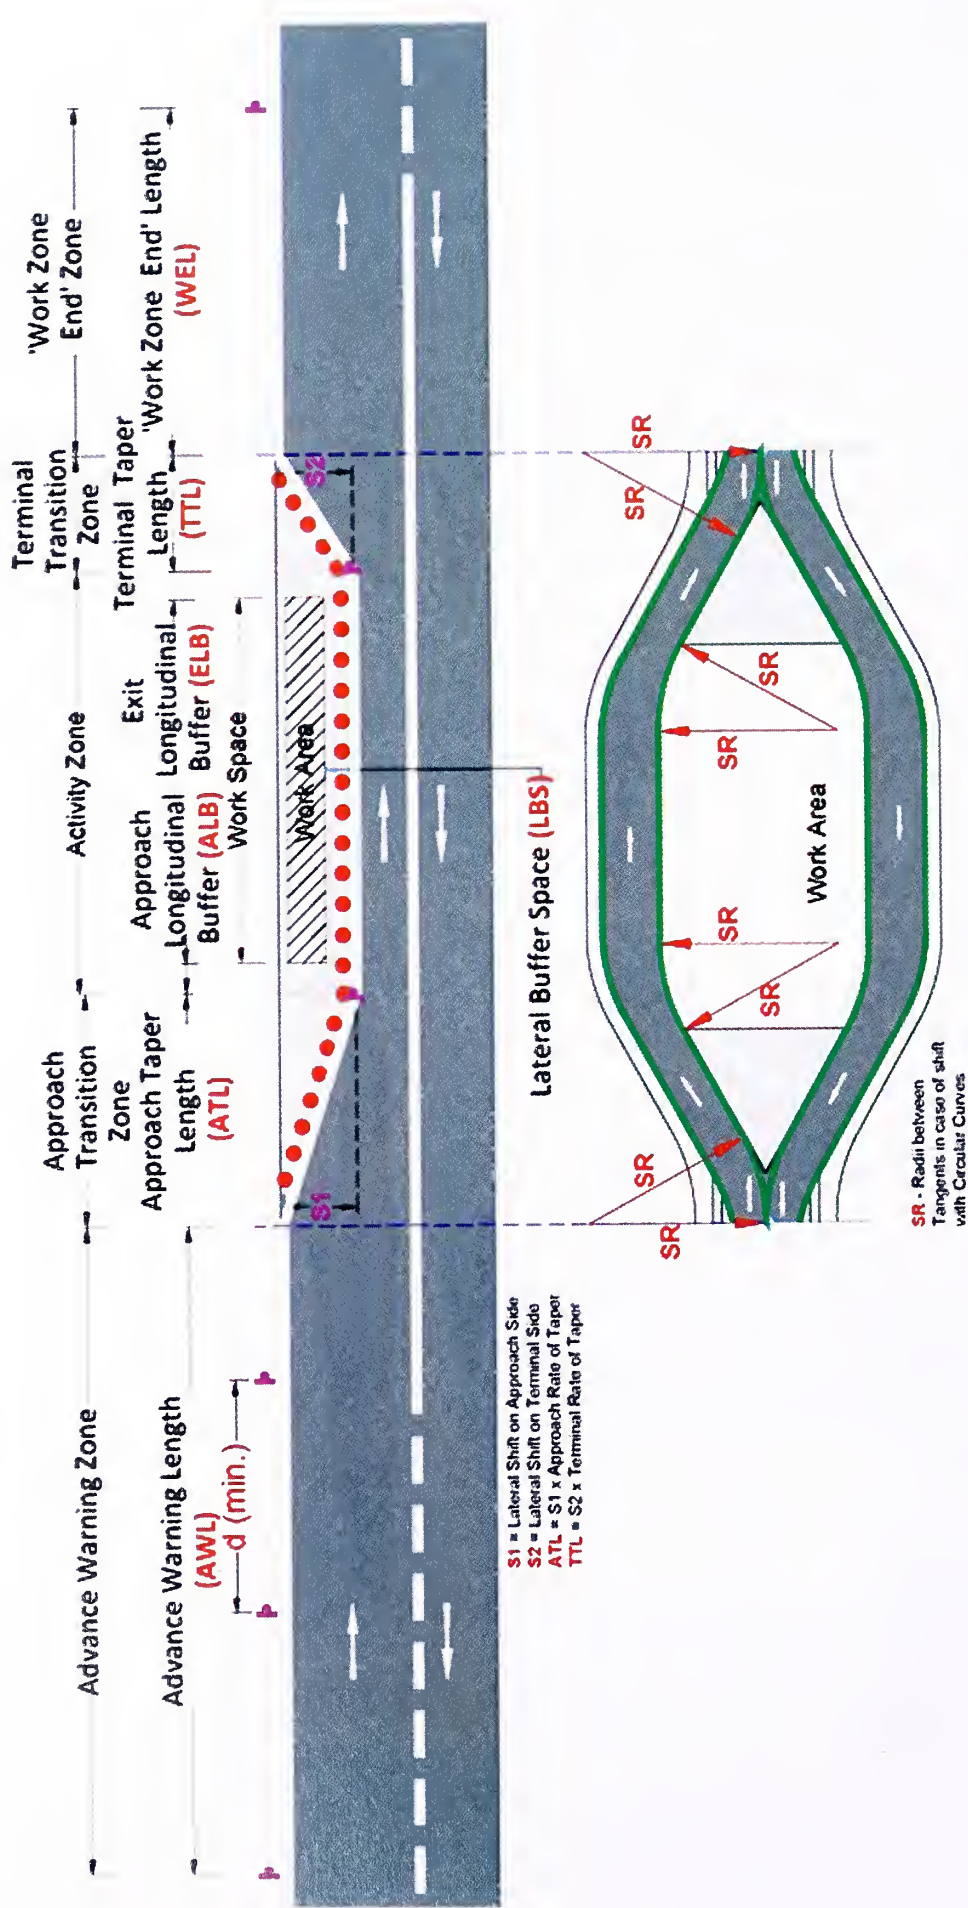 Advance Warning Zone
Approach
Transition
Zone
Activity Zone
Terminal
Transition
Zone
'Work Zone
End' Zone
Advance Warning Length
(AWL)
d (min.)
Approach Taper
Length
(ATL)
Approach
Longitudinal
Buffer (ALB)
Exit
Longitudinal
Buffer (ELB)
Work Space
Terminal Taper
Length
(TTL)
'Work Zone End' Length
(WEL)
S1
Work Area
S2
Lateral Buffer Space (LBS)
S1 = Lateral Shift on Approach Side
S2 = Lateral Shift on Terminal Side
ATL = S1 x Approach Rate of Taper
TTL = S2 x Terminal Rate of Taper
SR
SR
SR
SR
SR
SR
SR
SR
Work Area
SR - Radii between
Tangents in case of shift
with Circular Curves